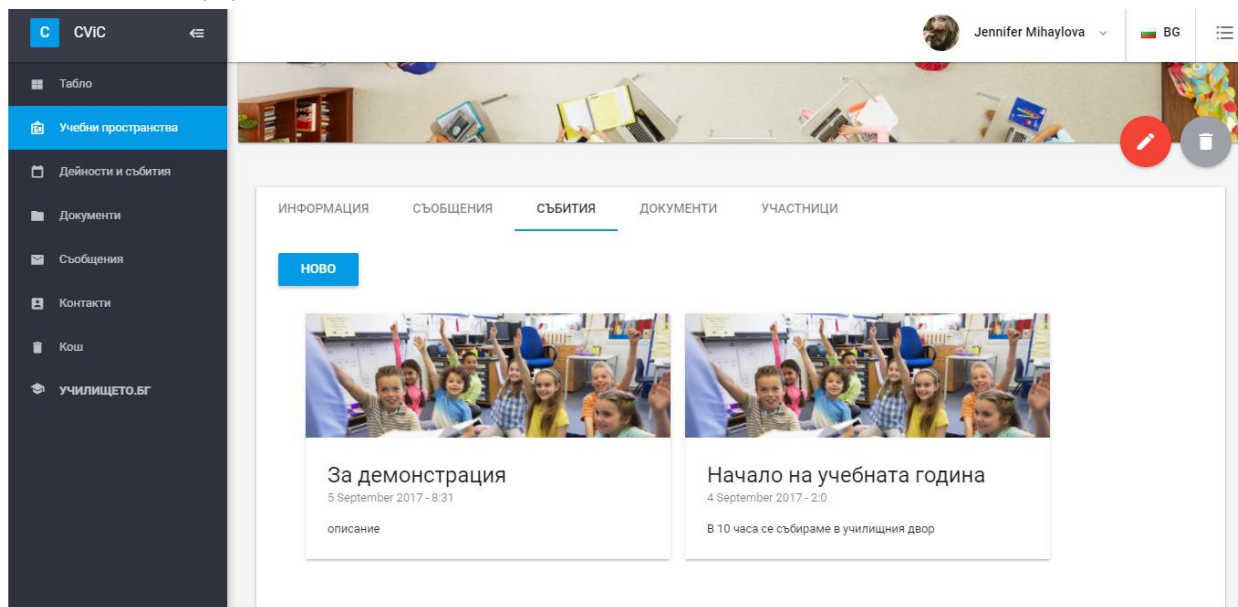 C CViC
Jennifer Mihaylova
BG
Табло
Учебни пространства
Дейности и събития
Документи
Съобщения
Контакти
Кош
УЧИЛИЩЕТО.БГ
ИНФОРМАЦИЯ СЪОБЩЕНИЯ СЪБИТИЯ ДОКУМЕНТИ УЧАСТНИЦИ
НОВО
За демонстрация
5 September 2017 - 8:31
описание
Начало на учебната година
4 September 2017 - 2:0
В 10 часа се събираме в училищния двор